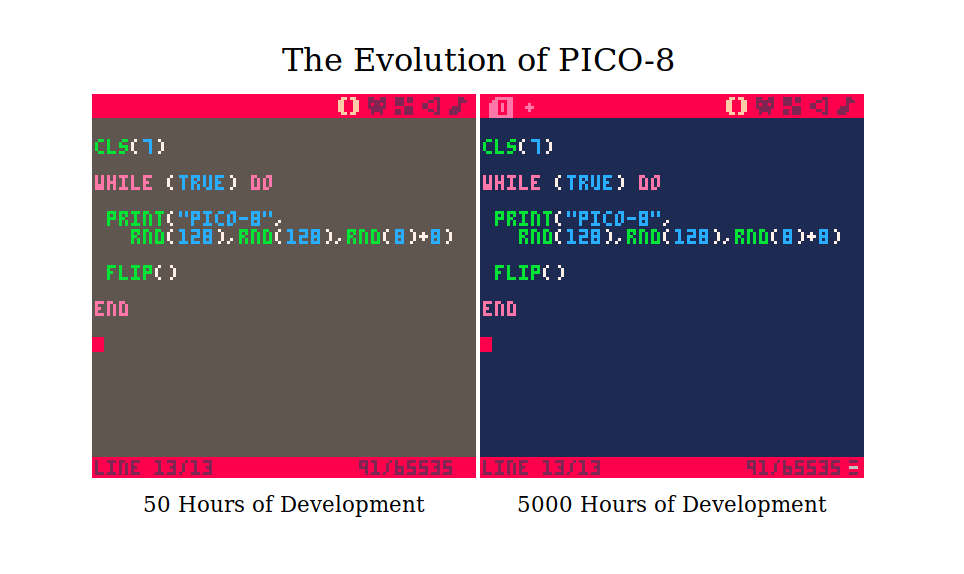 The Evolution of PICO-8
CLS(7)
WHILE (TRUE) DO
PRINT("PICO-8",
RND(128),RND(128),RND(8)+8)
FLIP()
END
LINE 13/13 91/65535
0 +
CLS(7)
WHILE (TRUE) DO
PRINT("PICO-8",
RND(128),RND(128),RND(8)+8)
FLIP()
END
LINE 13/13 91/65535
50 Hours of Development
5000 Hours of Development